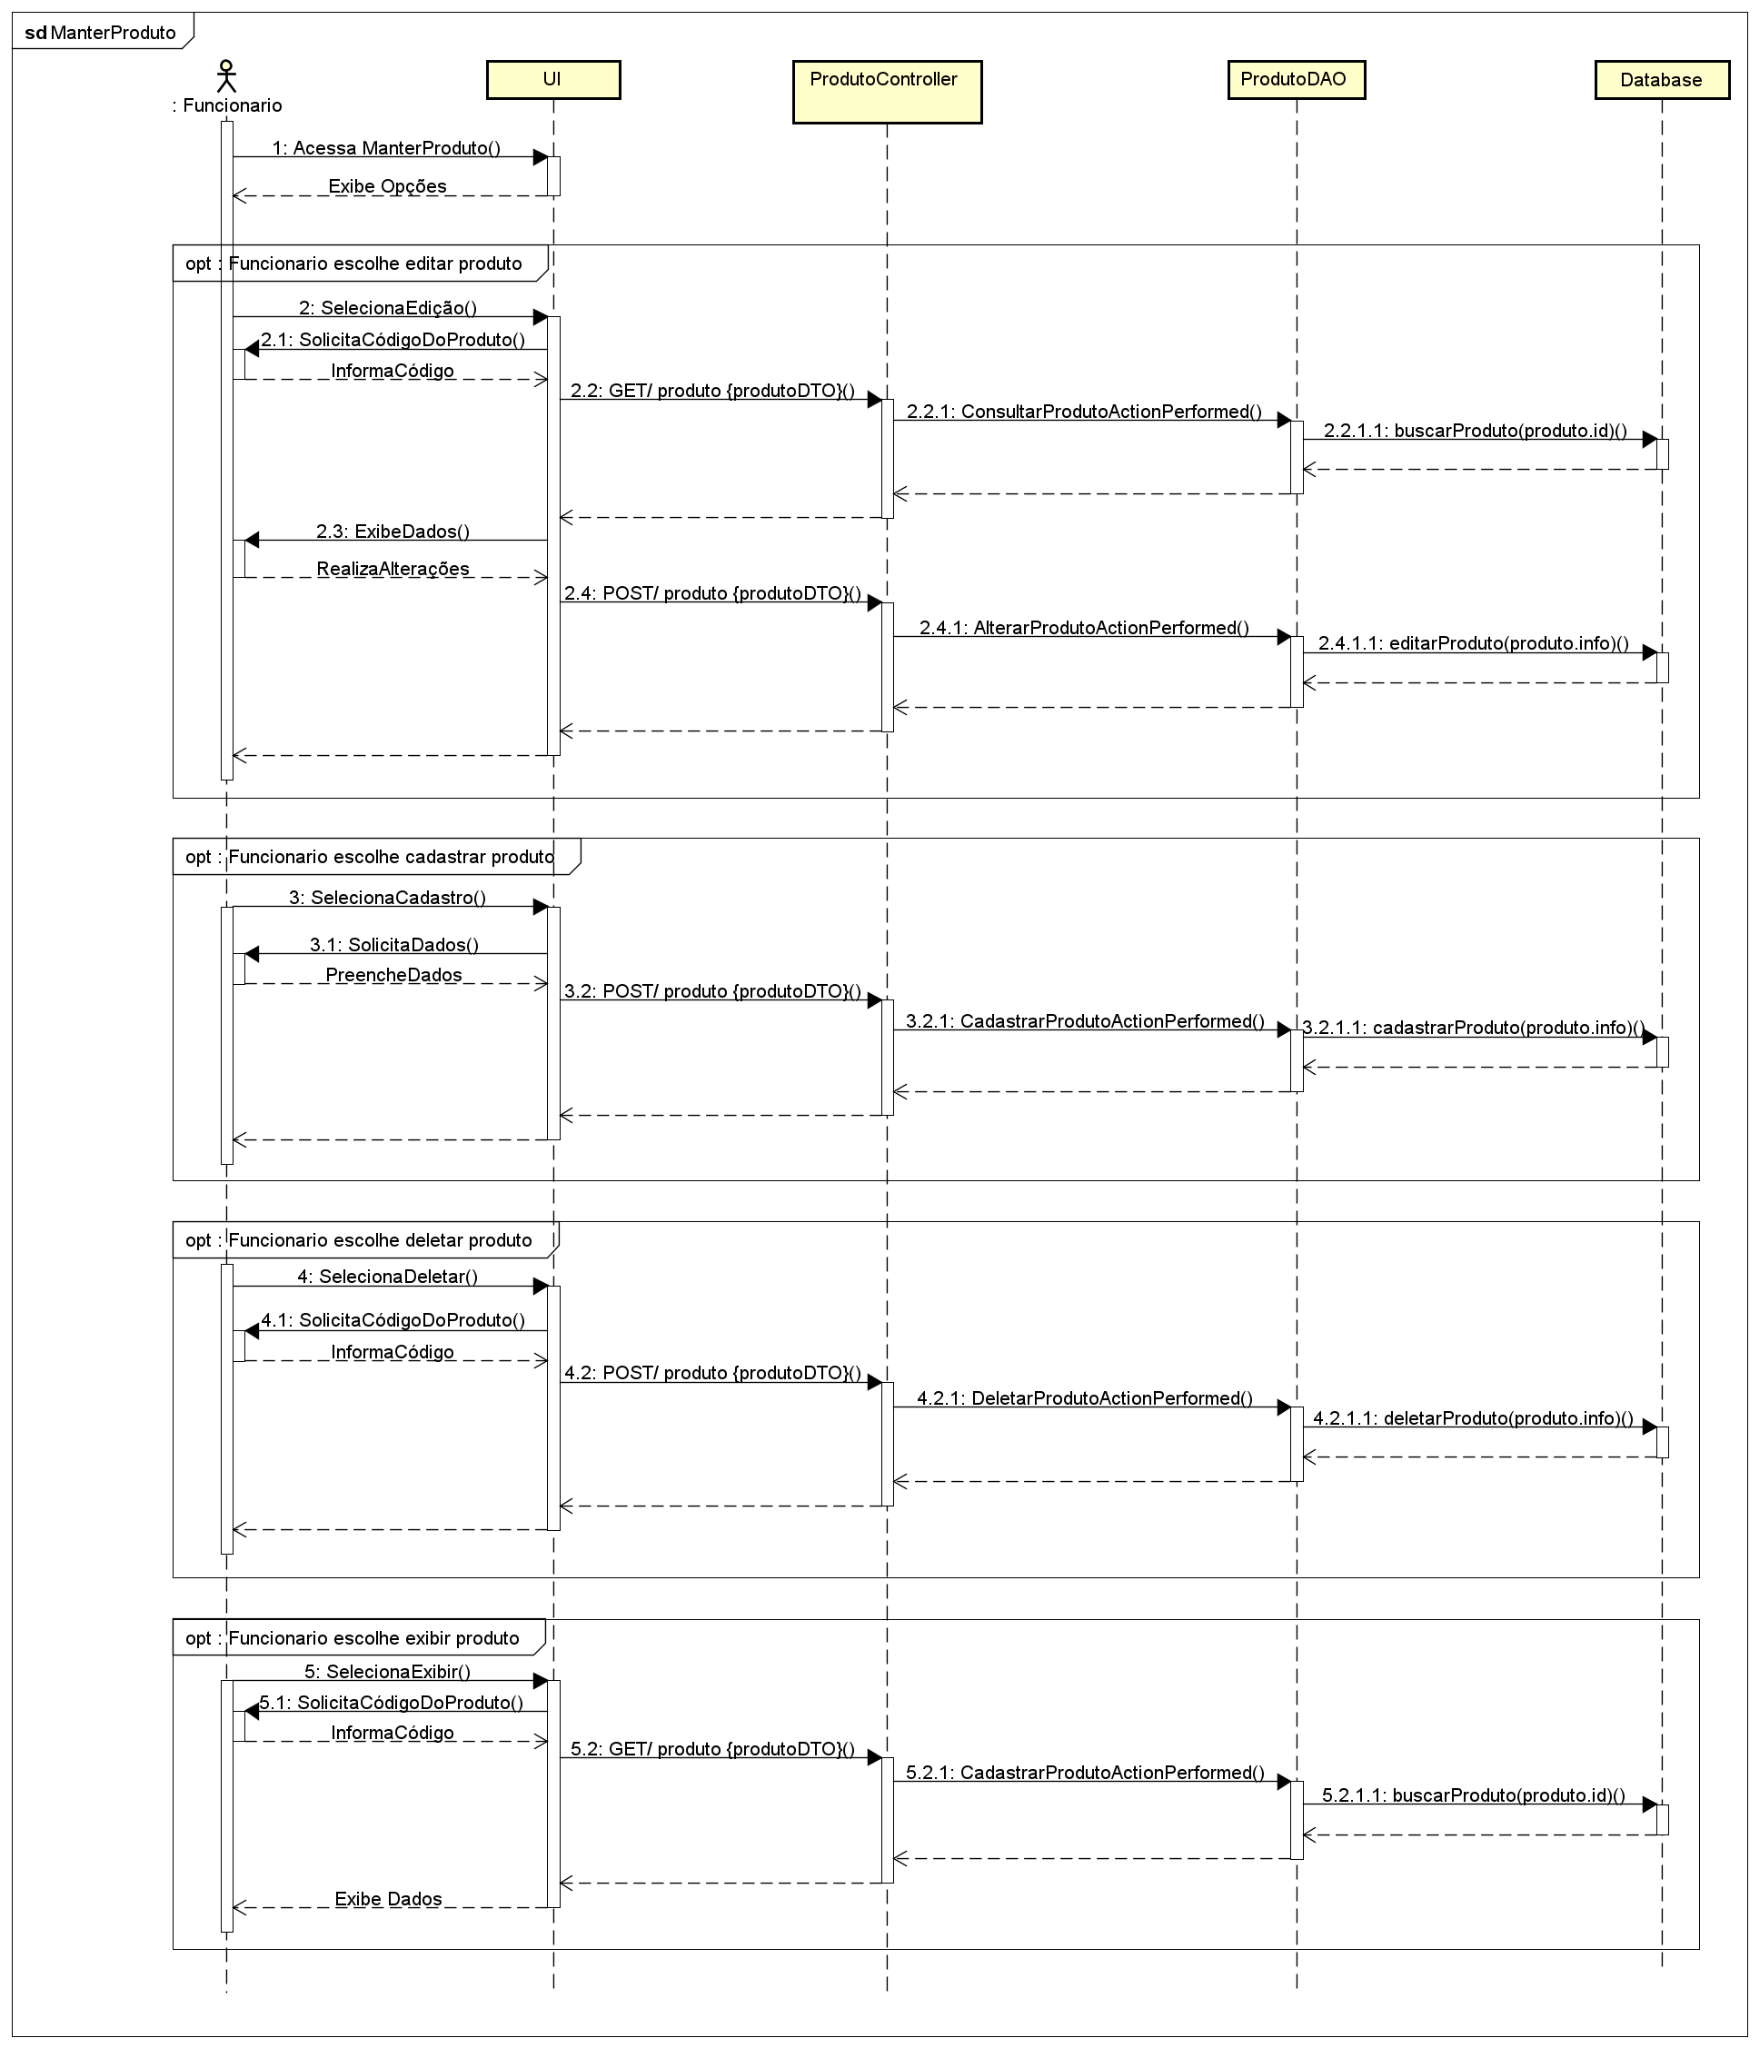 sd ManterProduto
: Funcionario
UI
ProdutoController
ProdutoDAO
Database
1: Acessa ManterProduto()
Exibe Opções
opt : Funcionario escolhe editar produto
2: SelecionaEdição()
2.1: SolicitaCódigoDoProduto()
InformaCódigo
2.2: GET/ produto {produtoDTO}()
2.2.1: ConsultarProdutoActionPerformed()
2.2.1.1: buscarProduto(produto.id)()
2.3: ExibeDados()
RealizaAlterações
2.4: POST/ produto {produtoDTO}()
2.4.1: AlterarProdutoActionPerformed()
2.4.1.1: editarProduto(produto.info)()
opt : Funcionario escolhe cadastrar produto
3: SelecionaCadastro()
3.1: SolicitaDados()
PreencheDados
3.2: POST/ produto {produtoDTO}()
3.2.1: CadastrarProdutoActionPerformed()
3.2.1.1: cadastrarProduto(produto.info)()
opt : Funcionario escolhe deletar produto
4: SelecionaDeletar()
4.1: SolicitaCódigoDoProduto()
InformaCódigo
4.2: POST/ produto {produtoDTO}()
4.2.1: DeletarProdutoActionPerformed()
4.2.1.1: deletarProduto(produto.info)()
opt : Funcionario escolhe exibir produto
5: SelecionaExibir()
5.1: SolicitaCódigoDoProduto()
InformaCódigo
5.2: GET/ produto {produtoDTO}()
5.2.1: CadastrarProdutoActionPerformed()
5.2.1.1: buscarProduto(produto.id)()
Exibe Dados